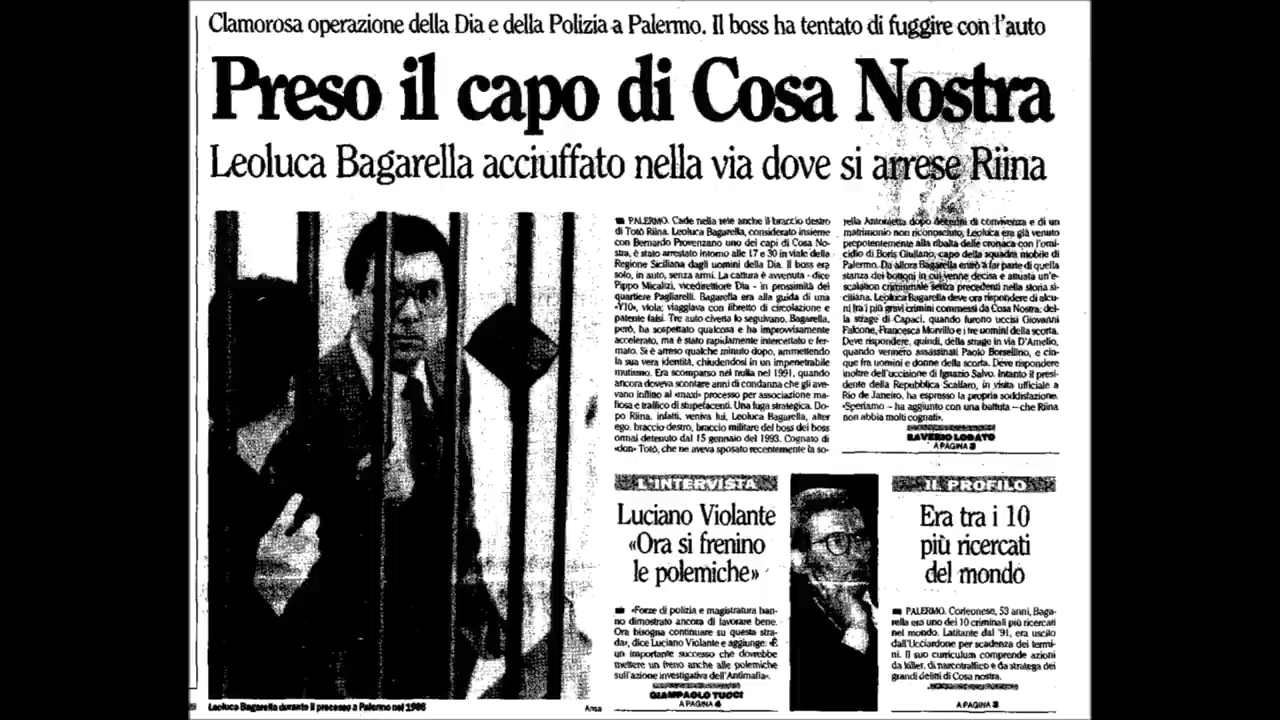 Clamorosa operazione della Dia e della Polizia a Palermo. Il boss ha tentato di fuggire con l'auto
Preso il capo di Cosa Nostra
Leoluca Bagarella acciuffato nella via dove si arrese Riina
PALERMO. Cade nella rete anche il braccio destro
di Totò Riina. Leoluca Bagarella, considerato insieme
con Bernardo Provenzano uno dei capi di Cosa No-
stra, è stato arrestato intorno alle 17 e 30 in viale della
Regione Siciliana dagli uomini della Dia. Il boss era
solo, in auto, senza armi. La cattura è avvenuta - dice
Pippo Micalizi, vicedirettore Dia - in prossimità del
quartiere Pagliarelli. Bagarella era alla guida di una
«Y10», viola; viaggiava con libretto di circolazione e
patente falsi. Tre auto civetta lo seguivano. Bagarella,
però, ha sospettato qualcosa e ha improvvisamente
accelerato, ma è stato rapidamente intercettato e fer-
mato. Si è arreso qualche minuto dopo, ammettendo
la sua vera identità, chiudendosi in un impenetrabile
mutismo. Era scomparso nel nulla nel 1991, quando
ancora doveva scontare anni di condanna che gli ave-
vano inflitto al «maxi» processo per associazione ma-
fiosa e traffico di stupefacenti. Una fuga strategica. Do-
po Riina, infatti, veniva lui, Leoluca Bagarella, alter
ego, braccio destro, braccio militare del boss dei boss
ormai detenuto dal 15 gennaio del 1993. Cognato di
«don» Totò, che ne aveva sposato recentemente la so-
rella Antonietta dopo decenni di convivenza e di un
matrimonio non riconosciuto, Leoluca era già venuto
prepotentemente alla ribalta delle cronaca con l'omi-
cidio di Boris Giuliano, capo della squadra mobile di
Palermo. Da allora Bagarella entrò a far parte di quella
stanza dei bottoni in cui venne decisa e attuata un'e-
scalation criminale senza precedenti nella storia si-
ciliana. Leoluca Bagarella deve ora rispondere di alcu-
ni tra i più gravi crimini commessi da Cosa Nostra: del-
la strage di Capaci, quando furono uccisi Giovanni
Falcone, Francesca Morvillo e i tre uomini della scorta.
Deve rispondere, quindi, della strage in via D'Amelio,
quando vennero assassinati Paolo Borsellino, e cin-
que fra uomini e donne della scorta. Deve rispondere
inoltre dell'uccisione di Ignazio Salvo. Intanto il presi-
dente della Repubblica Scalfaro, in visita ufficiale a
Rio de Janeiro, ha espresso la propria soddisfazione.
«Speriamo - ha aggiunto con una battuta - che Riina
non abbia molti cognati».
SAVERIO LODATO
A PAGINA 3
L'INTERVISTA
Luciano Violante
«Ora si frenino
le polemiche»
«Forze di polizia e magistratura han-
no dimostrato ancora di lavorare bene.
Ora bisogna continuare su questa stra-
da», dice Luciano Violante e aggiunge: «È
un importante successo che dovrebbe
mettere un freno anche alle polemiche
sull'azione investigativa dell'Antimafia».
GIAMPAOLO TUCCI
A PAGINA 4
IL PROFILO
Era tra i 10
più ricercati
del mondo
PALERMO. Corleonese, 53 anni, Baga-
rella era uno dei 10 criminali più ricercati
nel mondo. Latitante dal '91, era uscito
dall'Ucciardone per scadenza dei termi-
ni. Il suo curriculum comprende azioni
da killer, di narcotraffico e da stratega dei
grandi delitti di Cosa nostra.
A PAGINA 3
Leoluca Bagarella durante il processo a Palermo nel 1986
Ansa